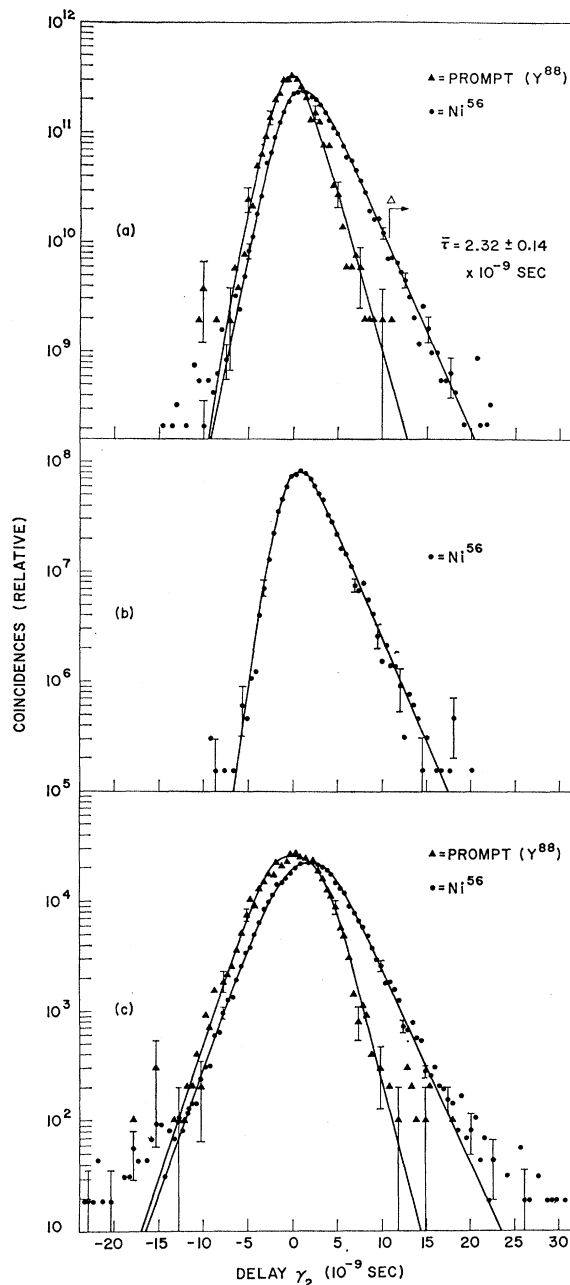 10¹²
▲ = PROMPT (Y⁸⁸)
• = Ni⁵⁶
10¹¹
Δ
(a)
10¹⁰
τ̄ = 2.32 ± 0.14
x 10⁻⁹ SEC
10⁹
10⁸
10⁷
• = Ni⁵⁶
(b)
10⁶
10⁵
COINCIDENCES (RELATIVE)
▲ = PROMPT (Y⁸⁸)
• = Ni⁵⁶
10⁴
10³
(c)
10²
10
-20 -15 -10 -5 0 5 10 15 20 25 30
DELAY γ₂ (10⁻⁹ SEC)